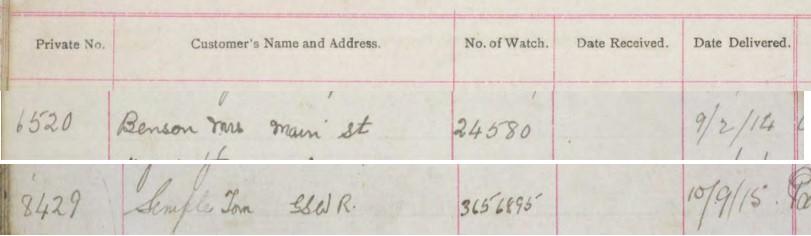 Private No. Customer's Name and Address. No. of Watch. Date Received. Date Delivered.
6520 Benson Mrs Main St 24580 9/2/14
8429 Semple Tom GSWR. 3656895 10/9/15.